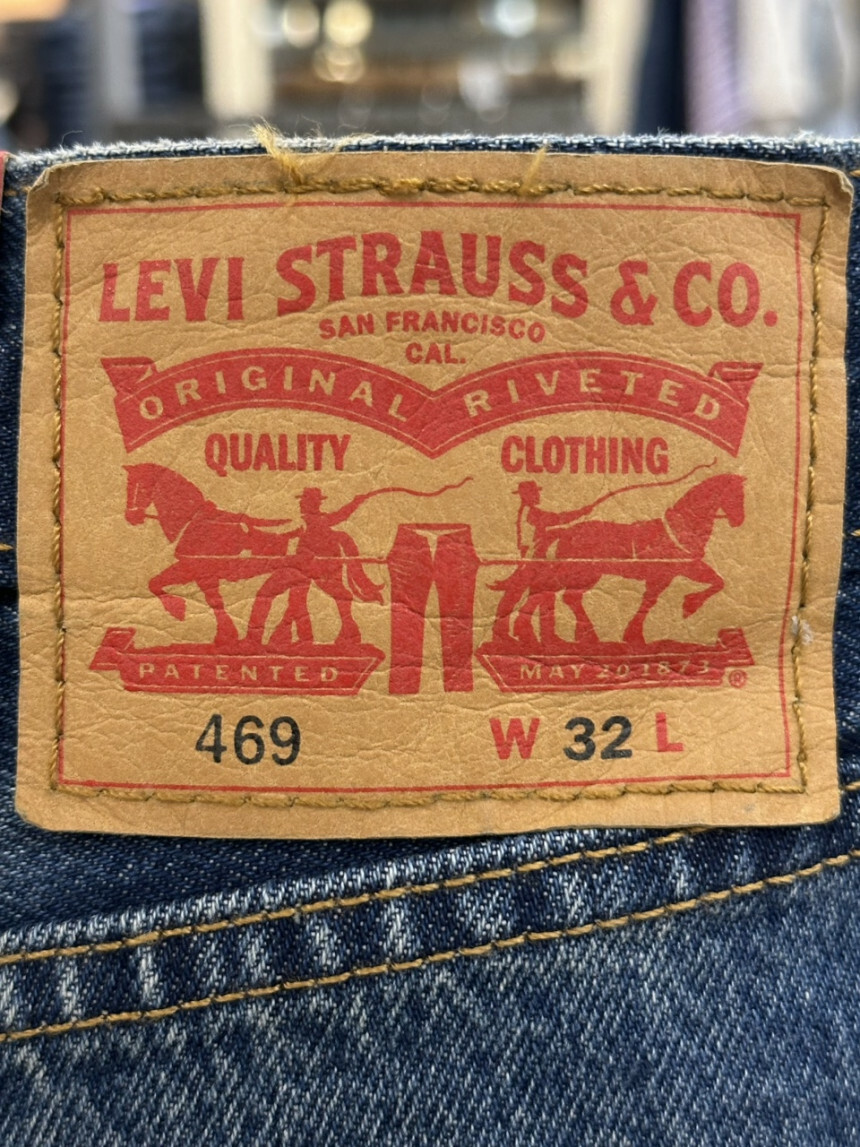 LEVI STRAUSS & CO.
SAN FRANCISCO
CAL.
ORIGINAL RIVETED
QUALITY CLOTHING
PATENTED MAY 20 1873 ®
469 W 32 L